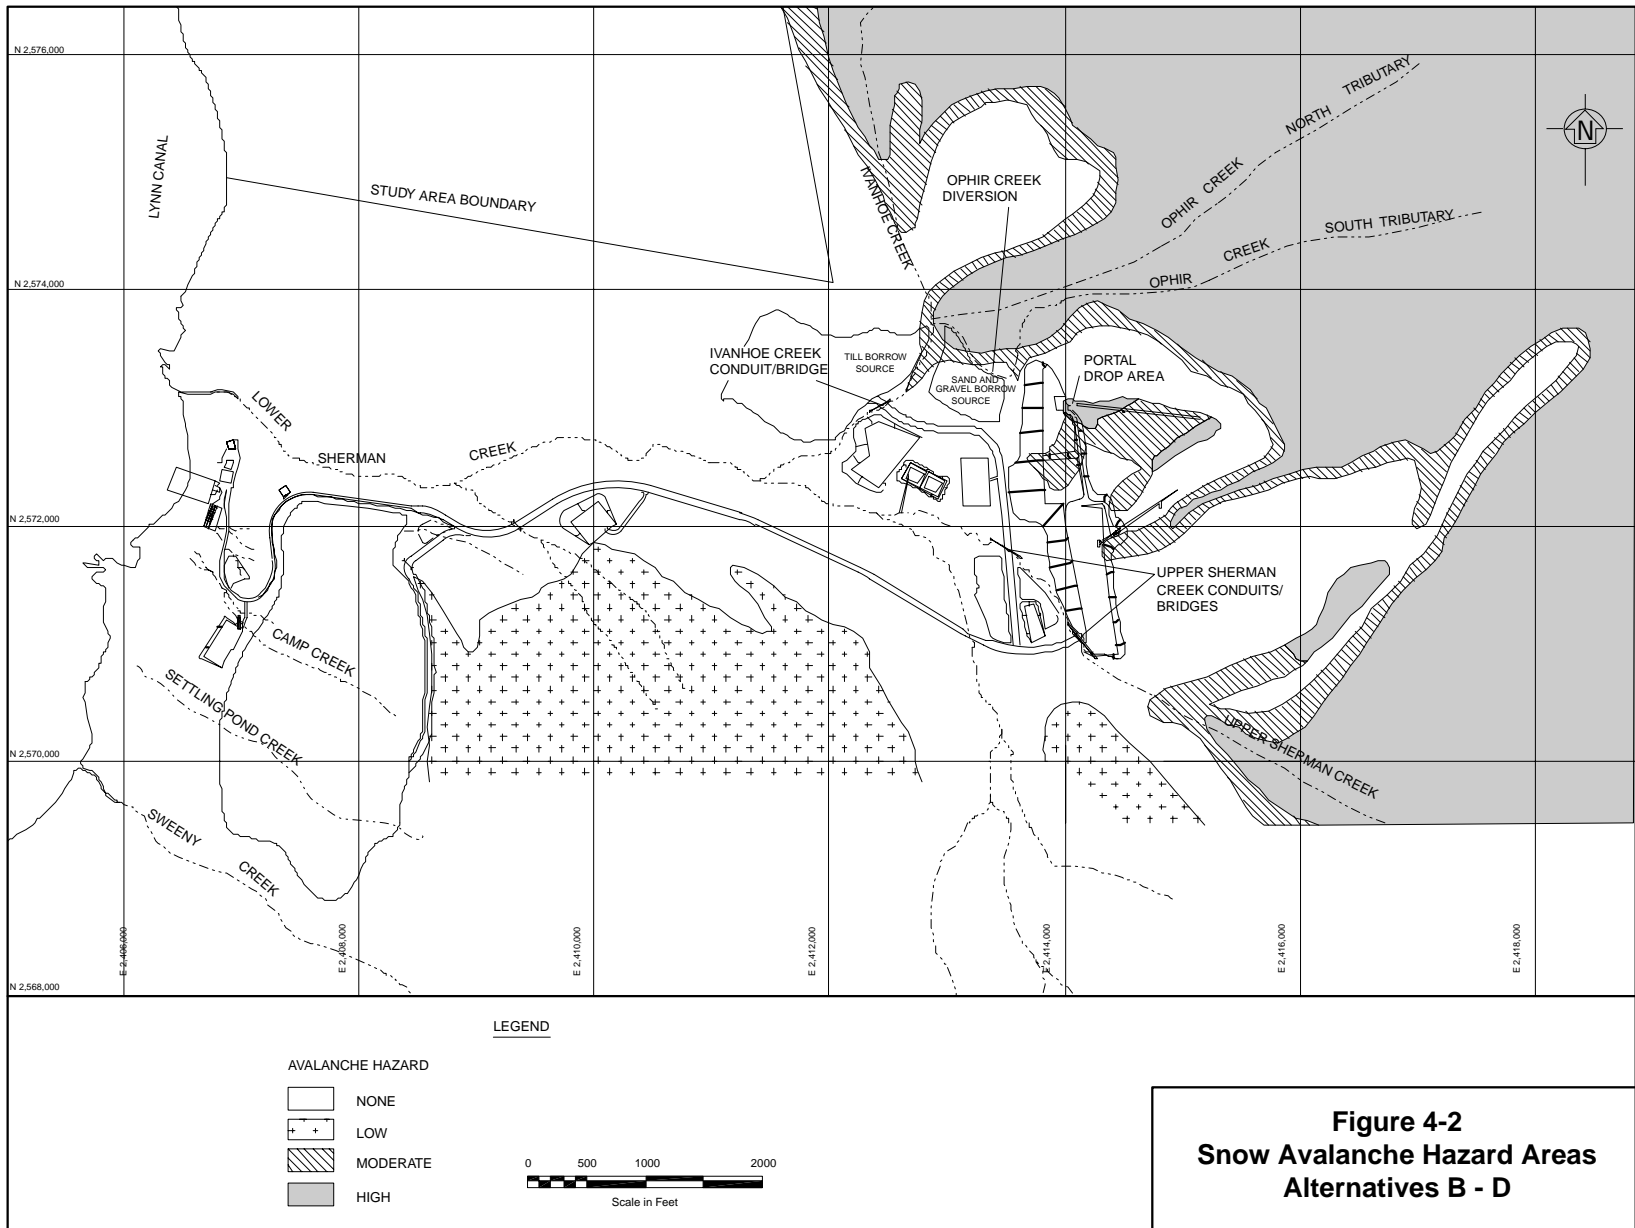 N 2,576,000
NORTH TRIBUTARY
N
LYNN CANAL
STUDY AREA BOUNDARY
IVANHOE CREEK
OPHIR CREEK
DIVERSION
OPHIR CREEK
SOUTH TRIBUTARY
OPHIR CREEK
N 2,574,000
IVANHOE CREEK
CONDUIT/BRIDGE
TILL BORROW
SOURCE
SAND AND
GRAVEL BORROW
SOURCE
PORTAL
DROP AREA
LOWER
SHERMAN
CREEK
N 2,572,000
UPPER SHERMAN
CREEK CONDUITS/
BRIDGES
CAMP CREEK
SETTLING POND CREEK
UPPER SHERMAN CREEK
N 2,570,000
SWEENY
CREEK
E 2,406,000
E 2,408,000
E 2,410,000
E 2,412,000
E 2,414,000
E 2,416,000
E 2,418,000
N 2,568,000
LEGEND
AVALANCHE HAZARD
NONE
LOW
MODERATE
HIGH
0 500 1000 2000
Scale in Feet
Figure 4-2
Snow Avalanche Hazard Areas
Alternatives B - D